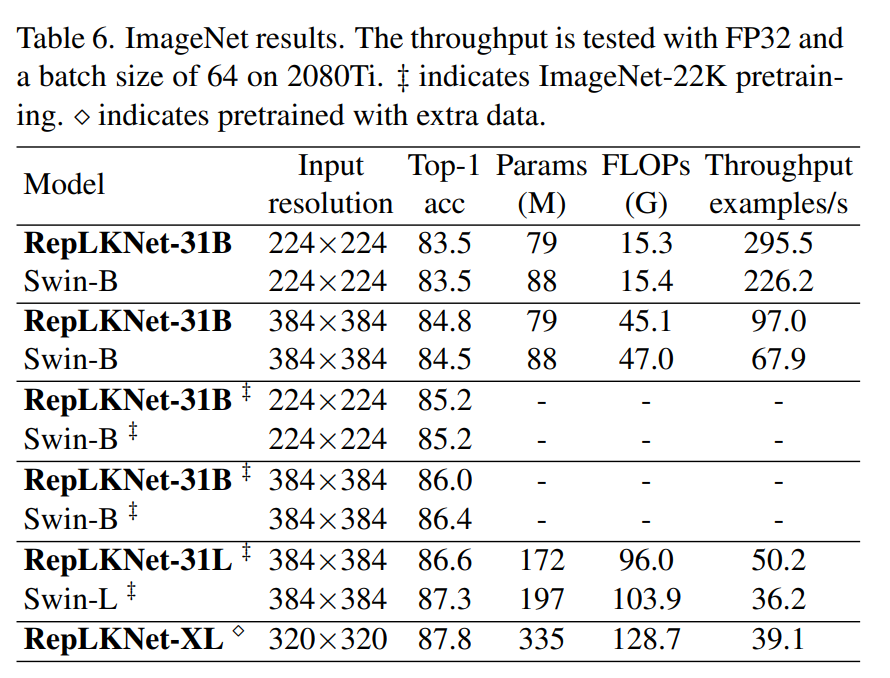 Table 6. ImageNet results. The throughput is tested with FP32 and
a batch size of 64 on 2080Ti. ‡ indicates ImageNet-22K pretrain-
ing. ⋄ indicates pretrained with extra data.
Model Input resolution Top-1 acc Params (M) FLOPs (G) Throughput examples/s
RepLKNet-31B 224×224 83.5 79 15.3 295.5
Swin-B 224×224 83.5 88 15.4 226.2
RepLKNet-31B 384×384 84.8 79 45.1 97.0
Swin-B 384×384 84.5 88 47.0 67.9
RepLKNet-31B ‡ 224×224 85.2 - - -
Swin-B ‡ 224×224 85.2 - - -
RepLKNet-31B ‡ 384×384 86.0 - - -
Swin-B ‡ 384×384 86.4 - - -
RepLKNet-31L ‡ 384×384 86.6 172 96.0 50.2
Swin-L ‡ 384×384 87.3 197 103.9 36.2
RepLKNet-XL ⋄ 320×320 87.8 335 128.7 39.1